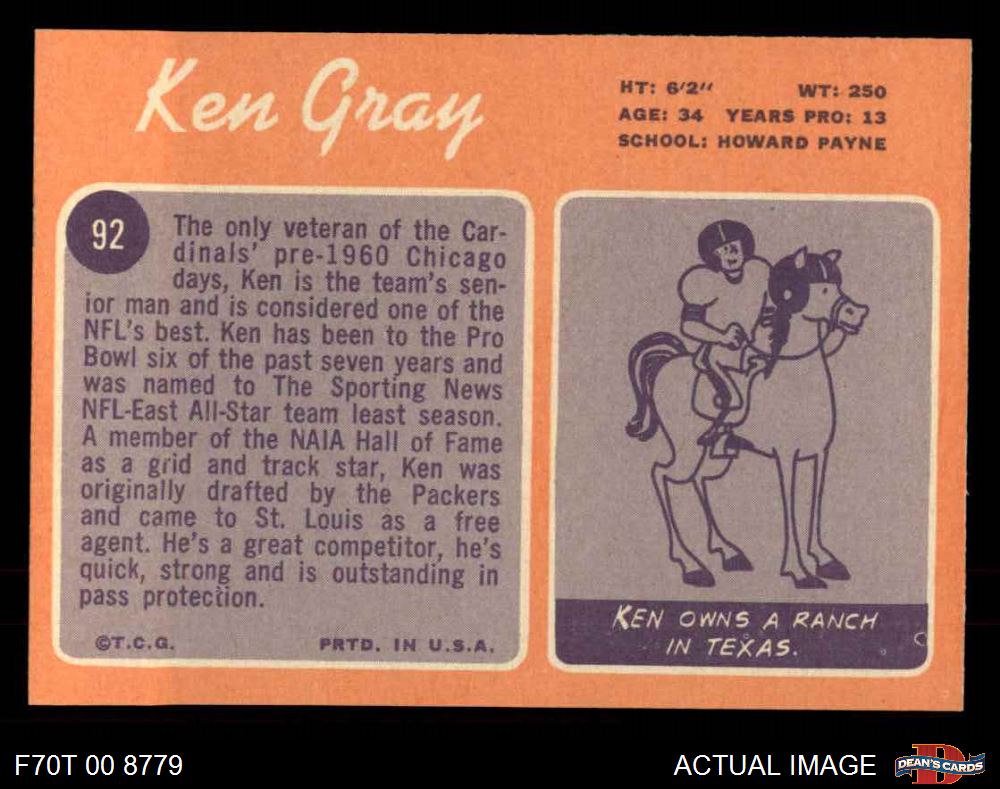 Ken Gray
HT: 6'2" WT: 250
AGE: 34 YEARS PRO: 13
SCHOOL: HOWARD PAYNE
92
The only veteran of the Car-
dinals' pre-1960 Chicago
days, Ken is the team's sen-
ior man and is considered one of the
NFL's best. Ken has been to the Pro
Bowl six of the past seven years and
was named to The Sporting News
NFL-East All-Star team least season.
A member of the NAIA Hall of Fame
as a grid and track star, Ken was
originally drafted by the Packers
and came to St. Louis as a free
agent. He's a great competitor, he's
quick, strong and is outstanding in
pass protection.
©T.C.G. PRTD. IN U.S.A.
KEN OWNS A RANCH
IN TEXAS.
F70T 00 8779
ACTUAL IMAGE
DEAN'S CARDS